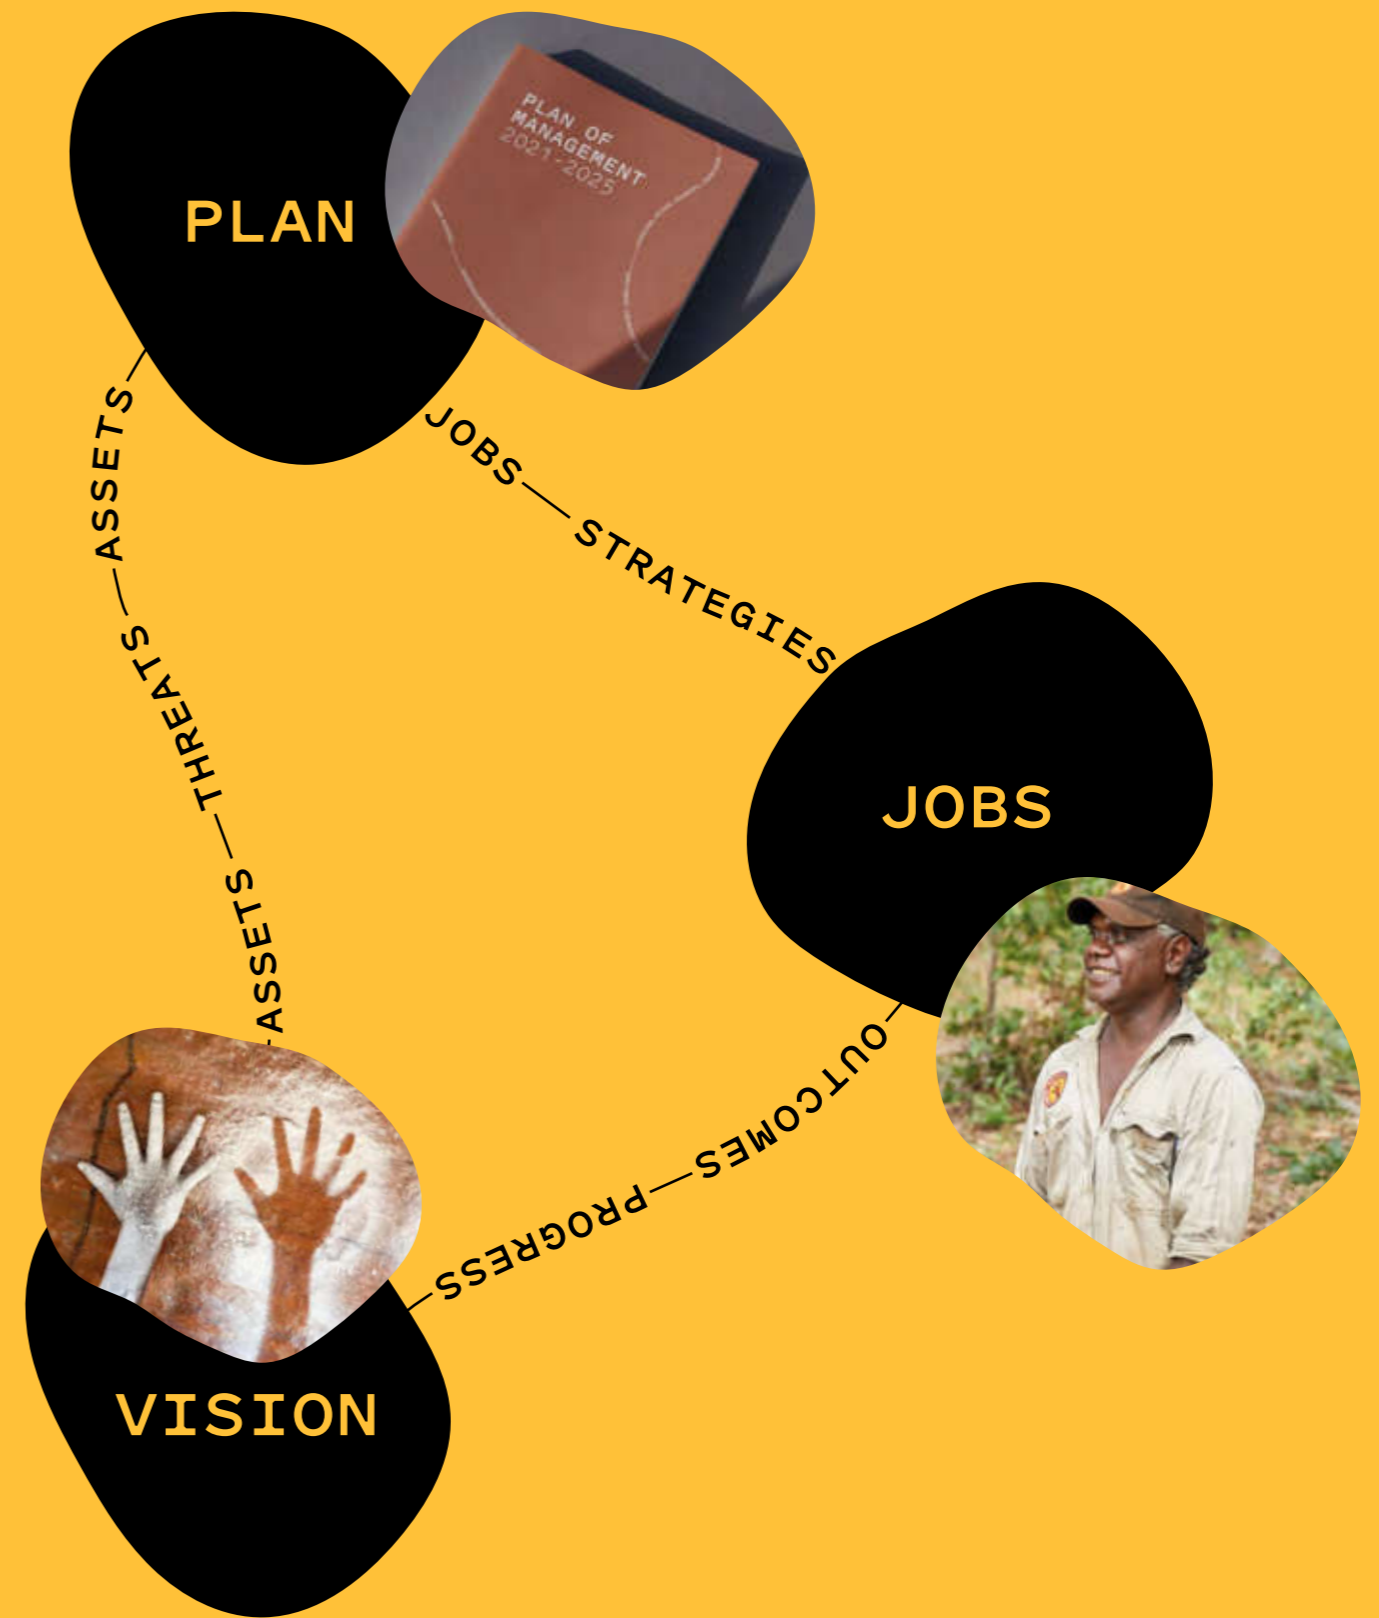 PLAN
PLAN OF
MANAGEMENT
2021-2025
JOBS—STRATEGIES
JOBS
OUTCOMES—PROGRESS—
VISION
—ASSETS—THREATS—ASSETS—